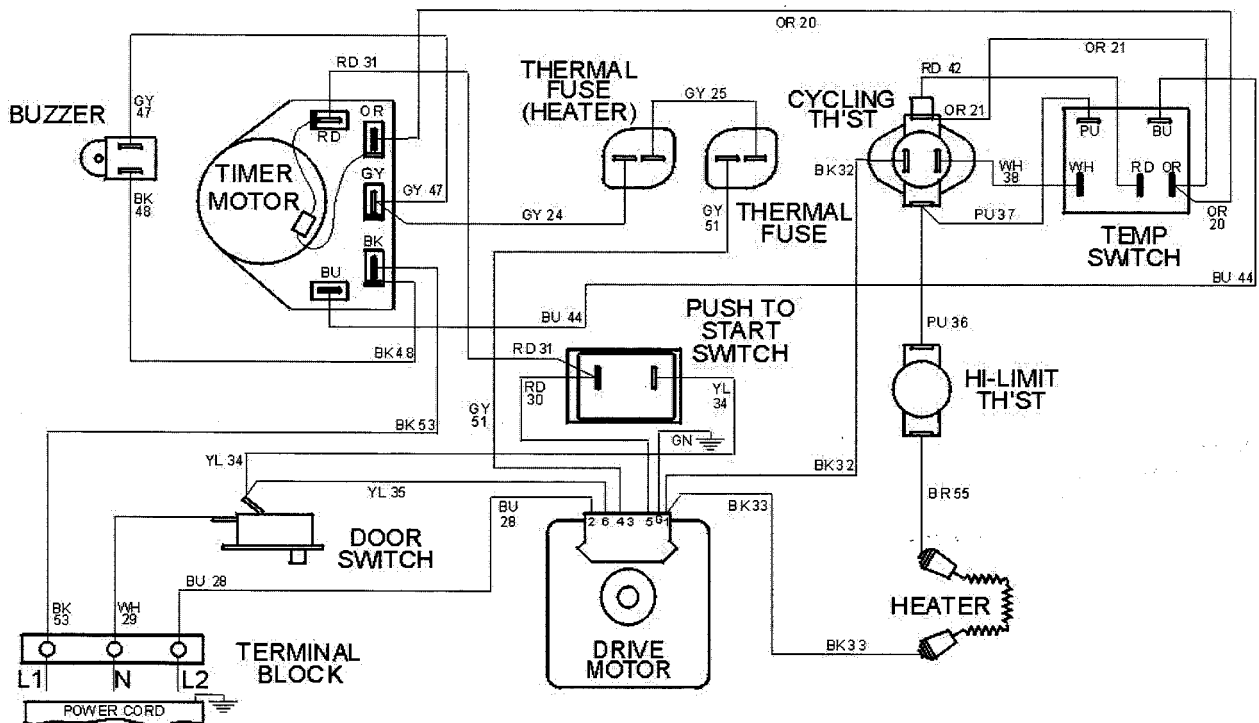 OR 20
OR 21
RD 31
RD 42
THERMAL
FUSE
(HEATER)
GY 25
CYCLING
TH'ST
OR 21
BUZZER
GY
47
OR
RD
PU
BU
TIMER
MOTOR
GY
GY 47
BK32
WH
38
WH
RD
OR
BK
48
GY 24
GY
51
THERMAL
FUSE
PU37
OR
20
BK
TEMP
SWITCH
BU
BU 44
BU 44
PUSH TO
START
SWITCH
PU 36
BK48
RD 31
RD
30
YL
34
HI-LIMIT
TH'ST
GY
51
BK53
GN
YL 34
BK32
YL 35
BU
28
BK33
BR55
2 6 4 3 5 G 1
DOOR
SWITCH
BU 28
HEATER
BK
53
WH
29
DRIVE
MOTOR
BK33
TERMINAL
BLOCK
L1
N
L2
POWER CORD